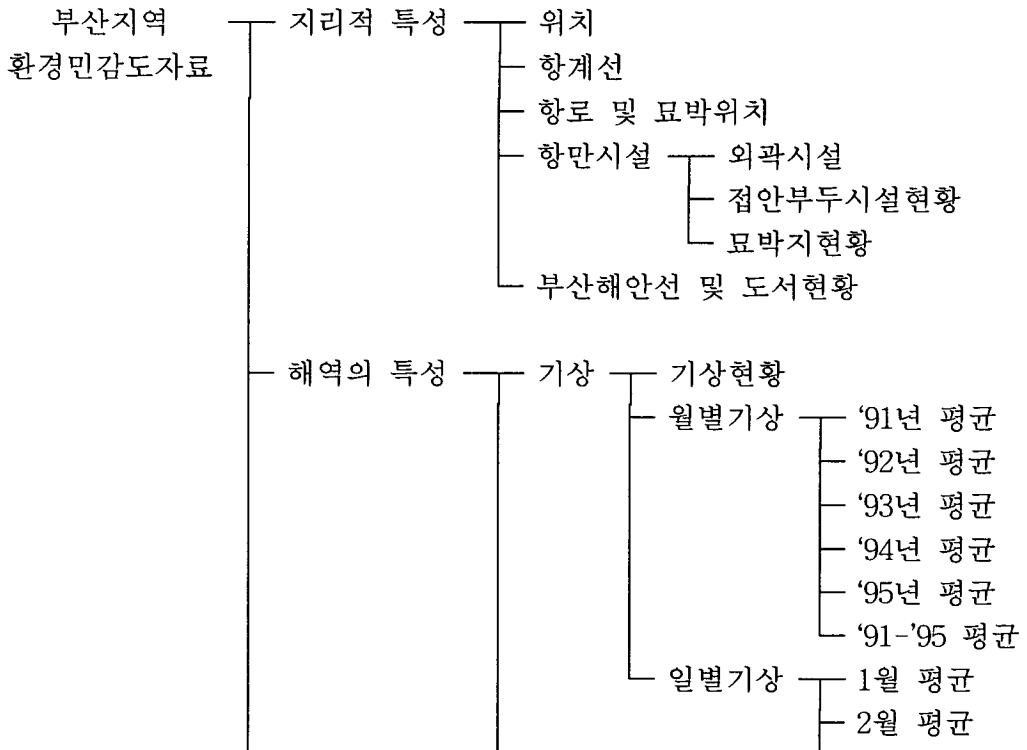 부산지역 지리적 특성 위치
환경민감도자료 항계선
항로 및 묘박위치
항만시설 외곽시설
접안부두시설현황
묘박지현황
부산해안선 및 도서현황
해역의 특성 기상 기상현황
월별기상 '91년 평균
'92년 평균
'93년 평균
'94년 평균
'95년 평균
'91-'95 평균
일별기상 1월 평균
2월 평균